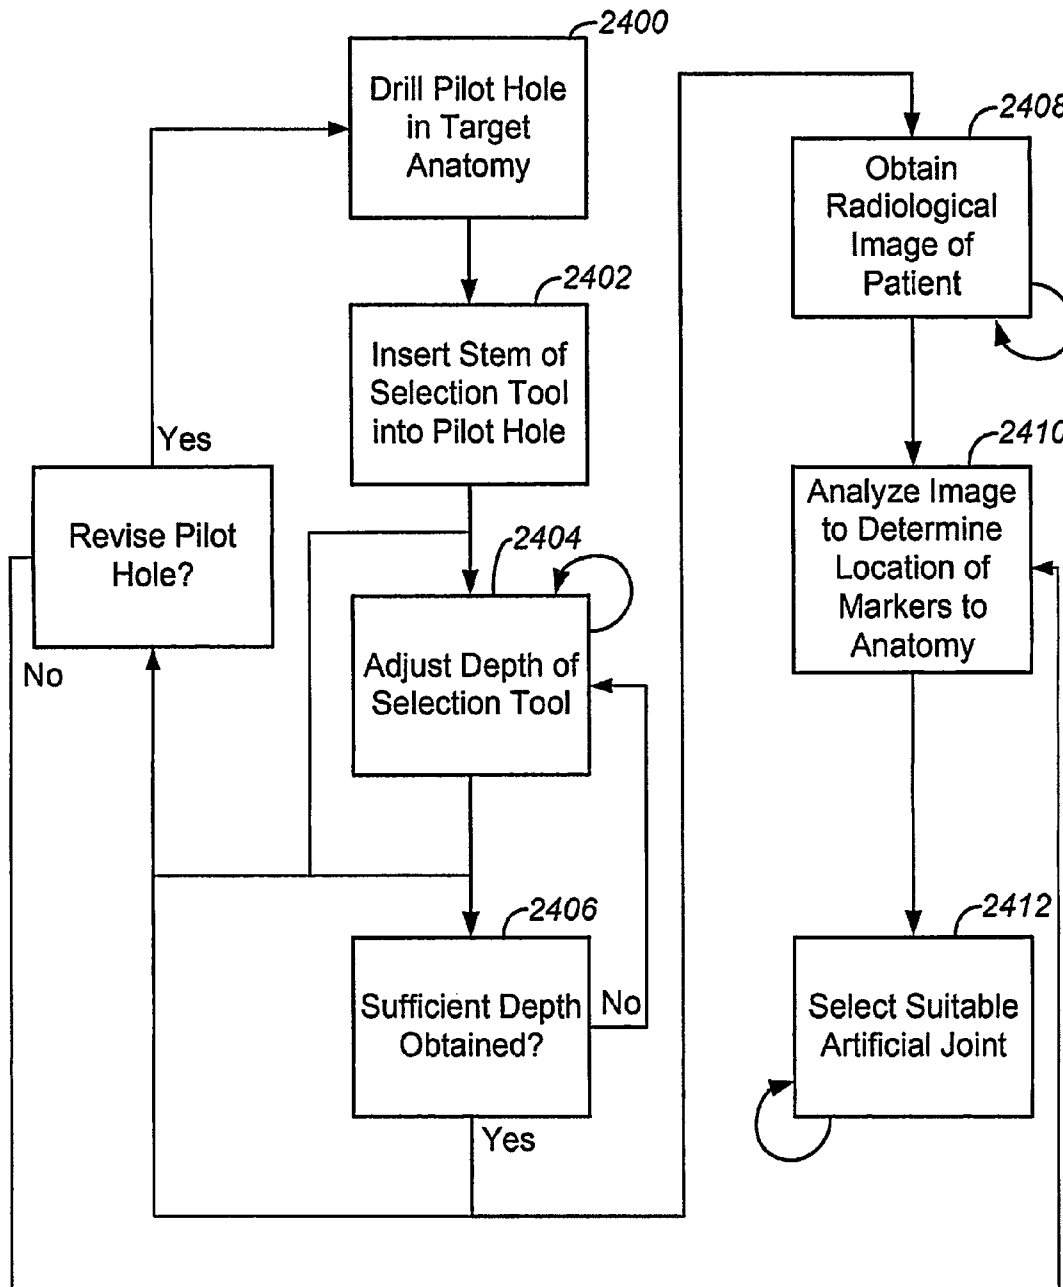 2400
Drill Pilot Hole
in Target
Anatomy
2402
Insert Stem of
Selection Tool
into Pilot Hole
Yes
Revise Pilot
Hole?
No
2404
Adjust Depth of
Selection Tool
2406
Sufficient Depth
Obtained?
No
Yes
2408
Obtain
Radiological
Image of
Patient
2410
Analyze Image
to Determine
Location of
Markers to
Anatomy
2412
Select Suitable
Artificial Joint